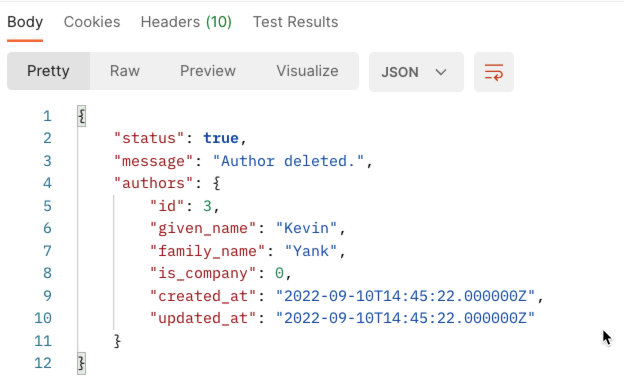 Body Cookies Headers (10) Test Results
Pretty Raw Preview Visualize JSON
1 {
2 "status": true,
3 "message": "Author deleted.",
4 "authors": {
5 "id": 3,
6 "given_name": "Kevin",
7 "family_name": "Yank",
8 "is_company": 0,
9 "created_at": "2022-09-10T14:45:22.000000Z",
10 "updated_at": "2022-09-10T14:45:22.000000Z"
11 }
12 }